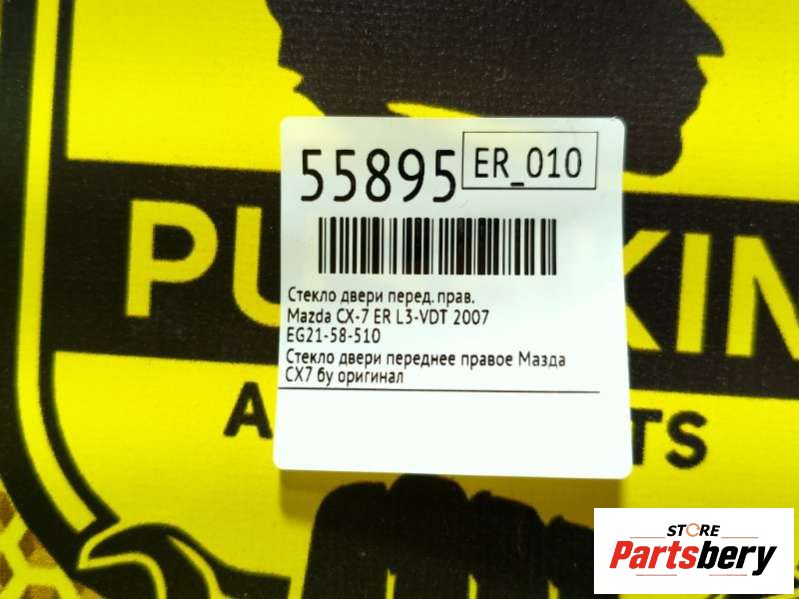 55895
ER_010
Стекло двери перед. прав.
Mazda CX-7 ER L3-VDT 2007
EG21-58-510
Стекло двери переднее правое Мазда
CX7 бу оригинал
STORE
Partsbery